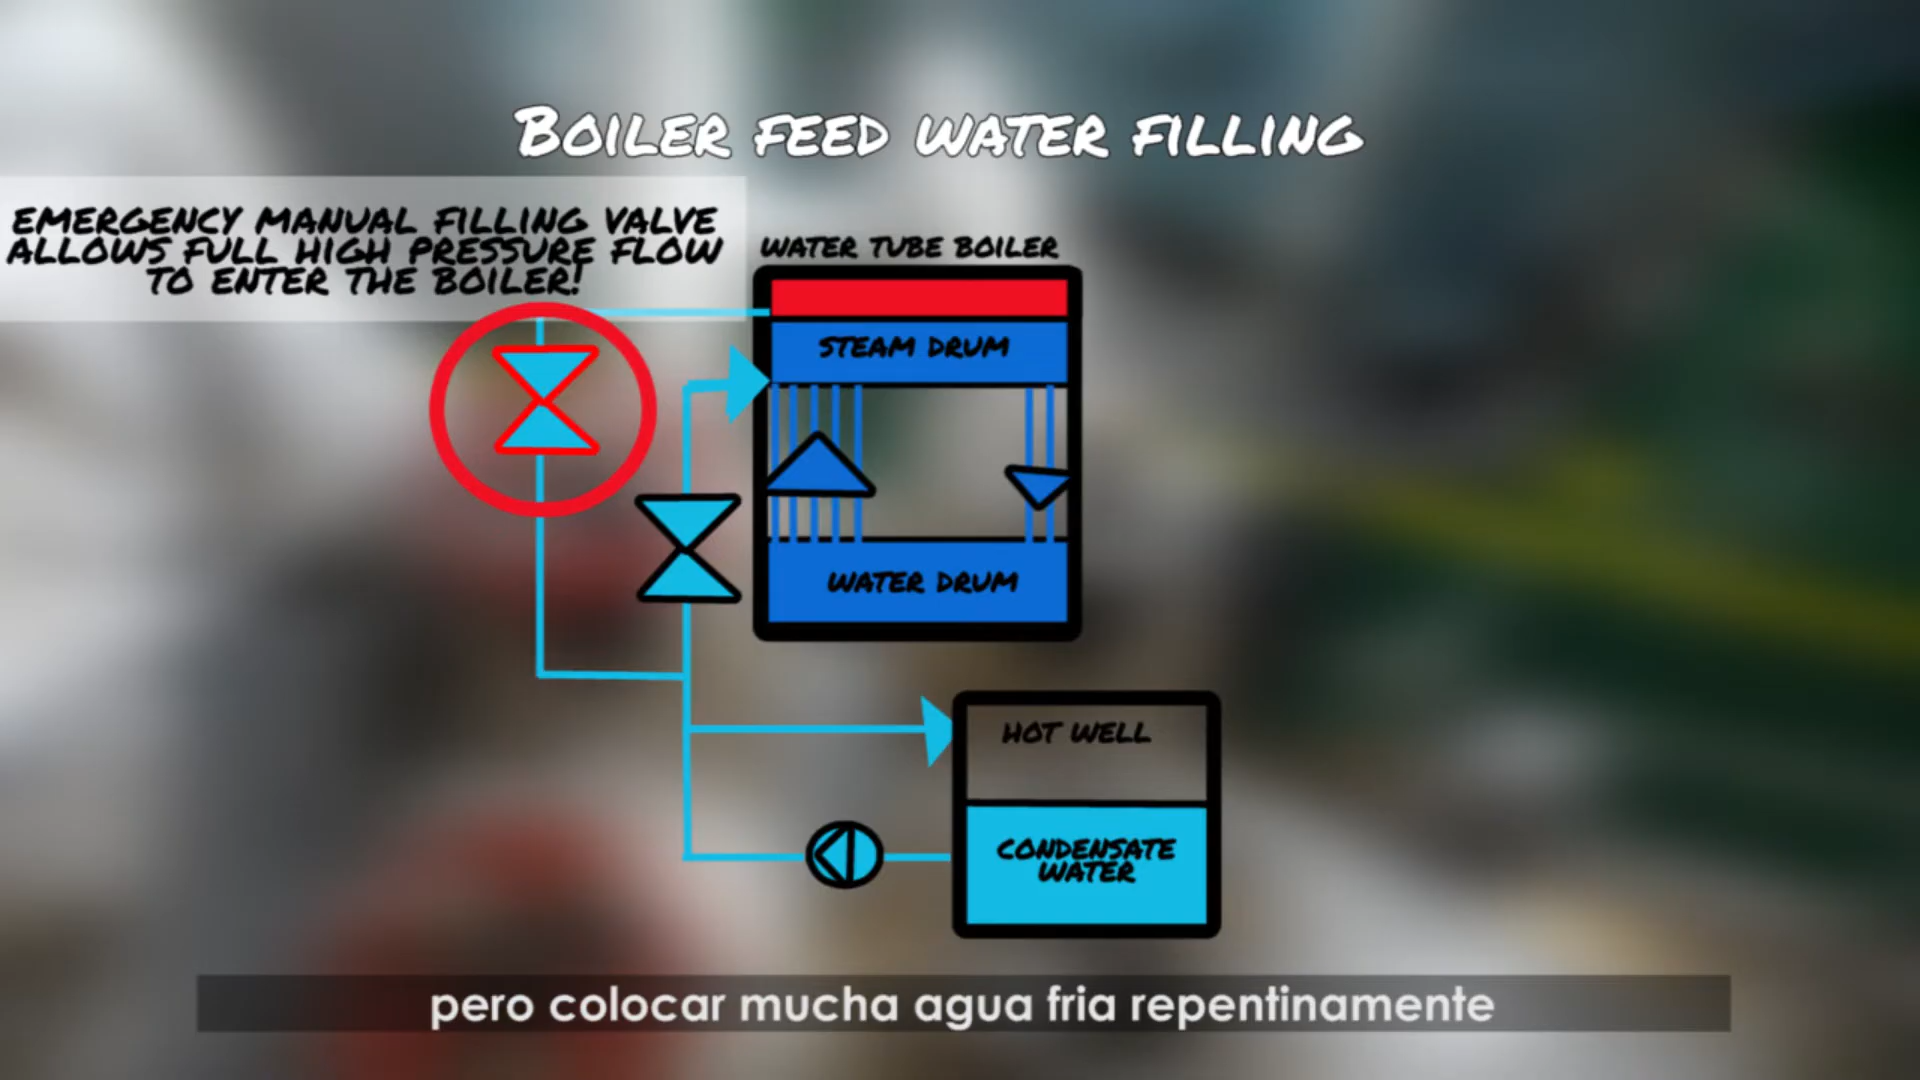 BOILER FEED WATER FILLING
EMERGENCY MANUAL FILLING VALVE
ALLOWS FULL HIGH PRESSURE FLOW
TO ENTER THE BOILER!
WATER TUBE BOILER
STEAM DRUM
WATER DRUM
HOT WELL
CONDENSATE
WATER
pero colocar mucha agua fria repentinamente